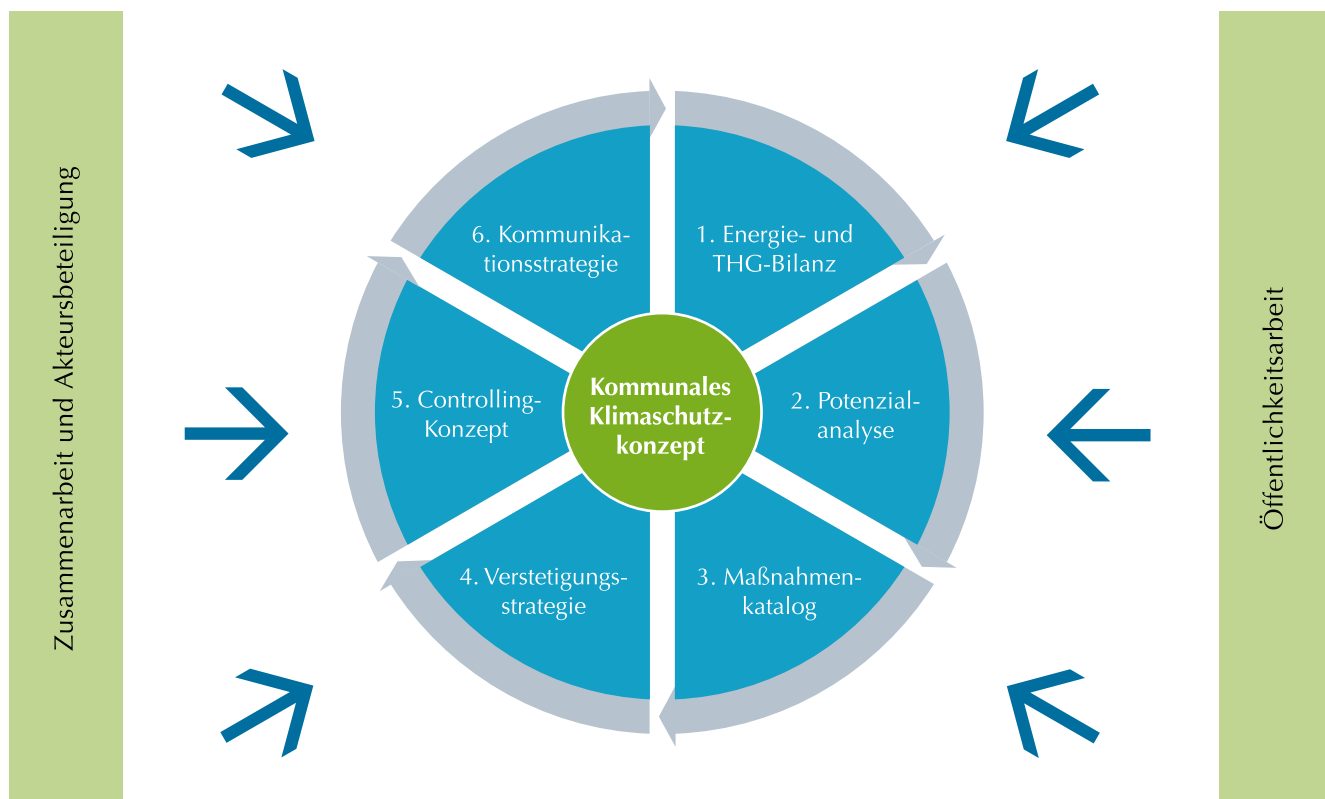 Zusammenarbeit und Akteursbeteiligung
6. Kommunika-
tionsstrategie
1. Energie- und
THG-Bilanz
5. Controlling-
Konzept
Kommunales
Klimaschutz-
konzept
2. Potenzial-
analyse
4. Verstetigungs-
strategie
3. Maßnahmen-
katalog
Öffentlichkeitsarbeit